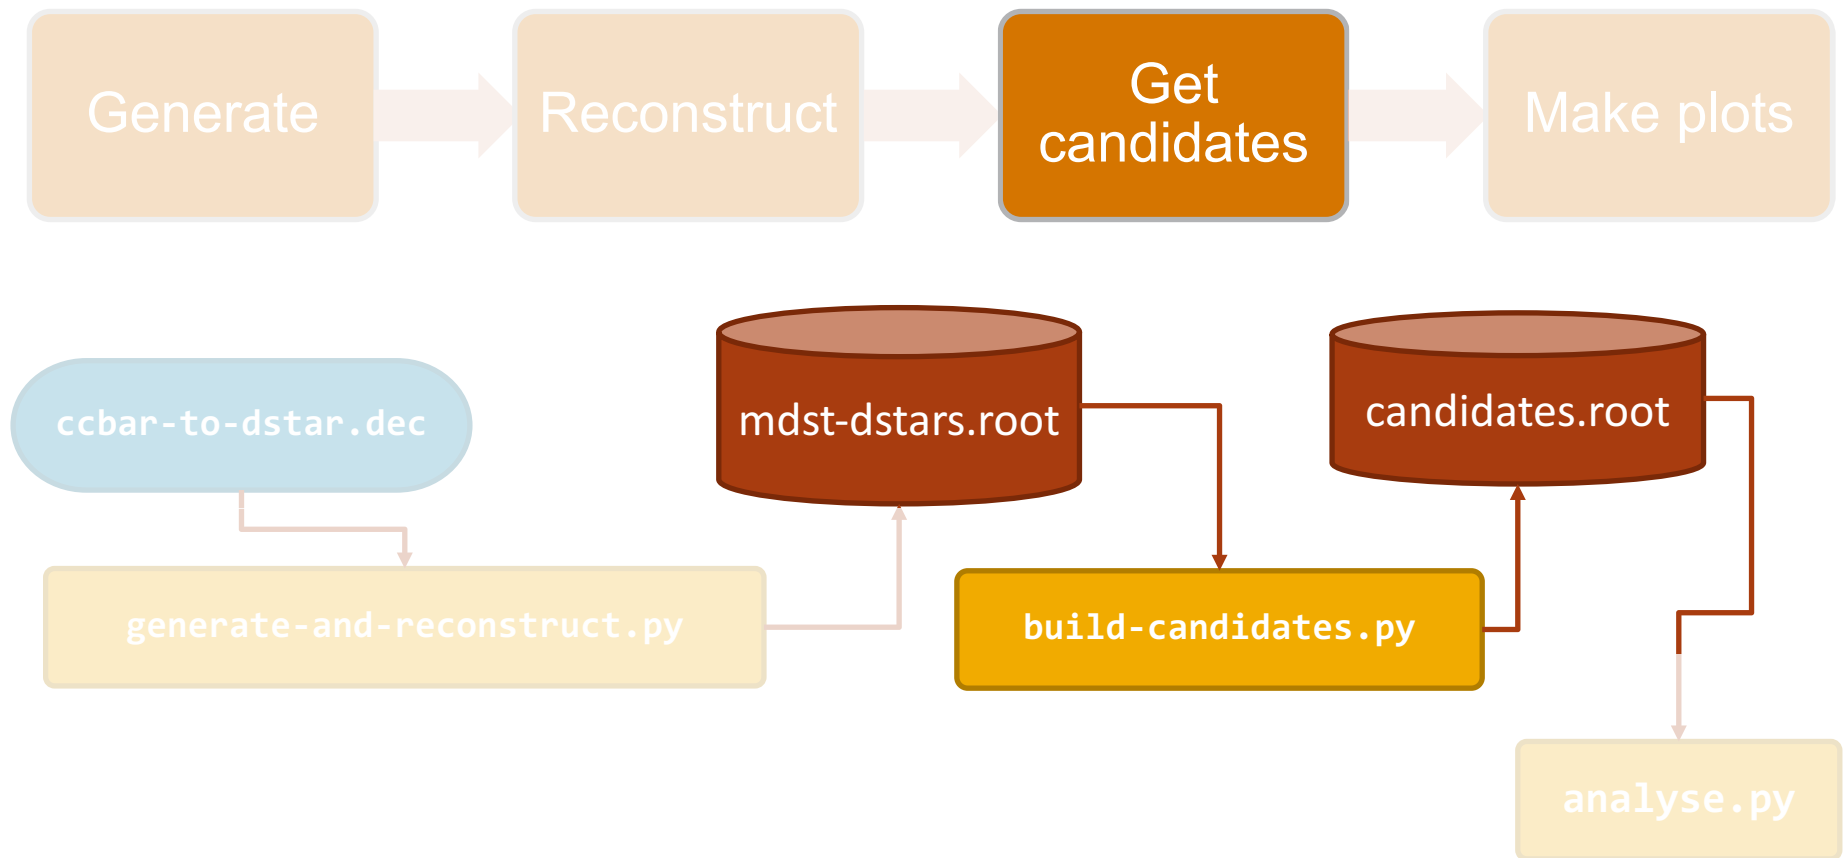 Generate
Reconstruct
Get
candidates
Make plots
ccbar-to-dstar.dec
mdst-dstars.root
candidates.root
generate-and-reconstruct.py
build-candidates.py
analyse.py